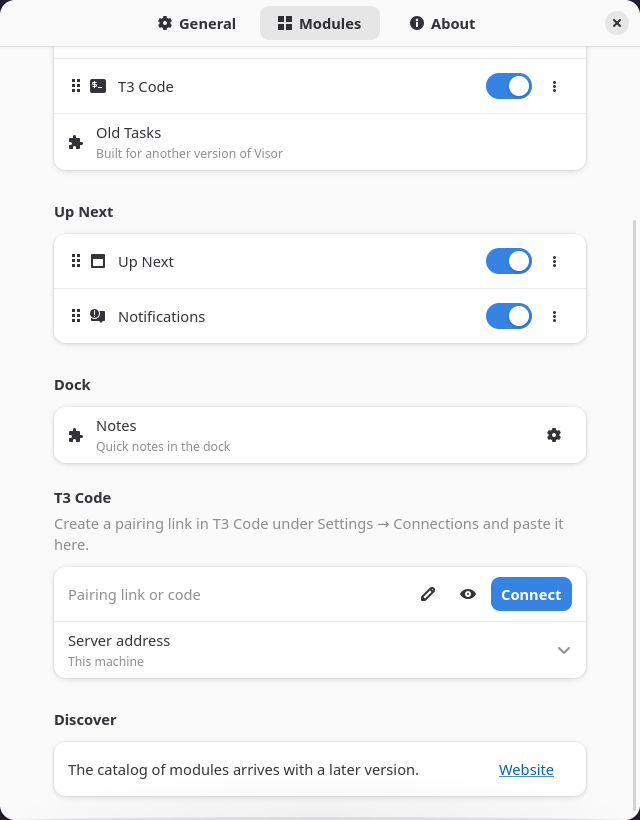 General
Modules
About
T3 Code
Old Tasks
Built for another version of Visor
Up Next
Up Next
Notifications
Dock
Notes
Quick notes in the dock
T3 Code
Create a pairing link in T3 Code under Settings → Connections and paste it
here.
Pairing link or code
Connect
Server address
This machine
Discover
The catalog of modules arrives with a later version.
Website